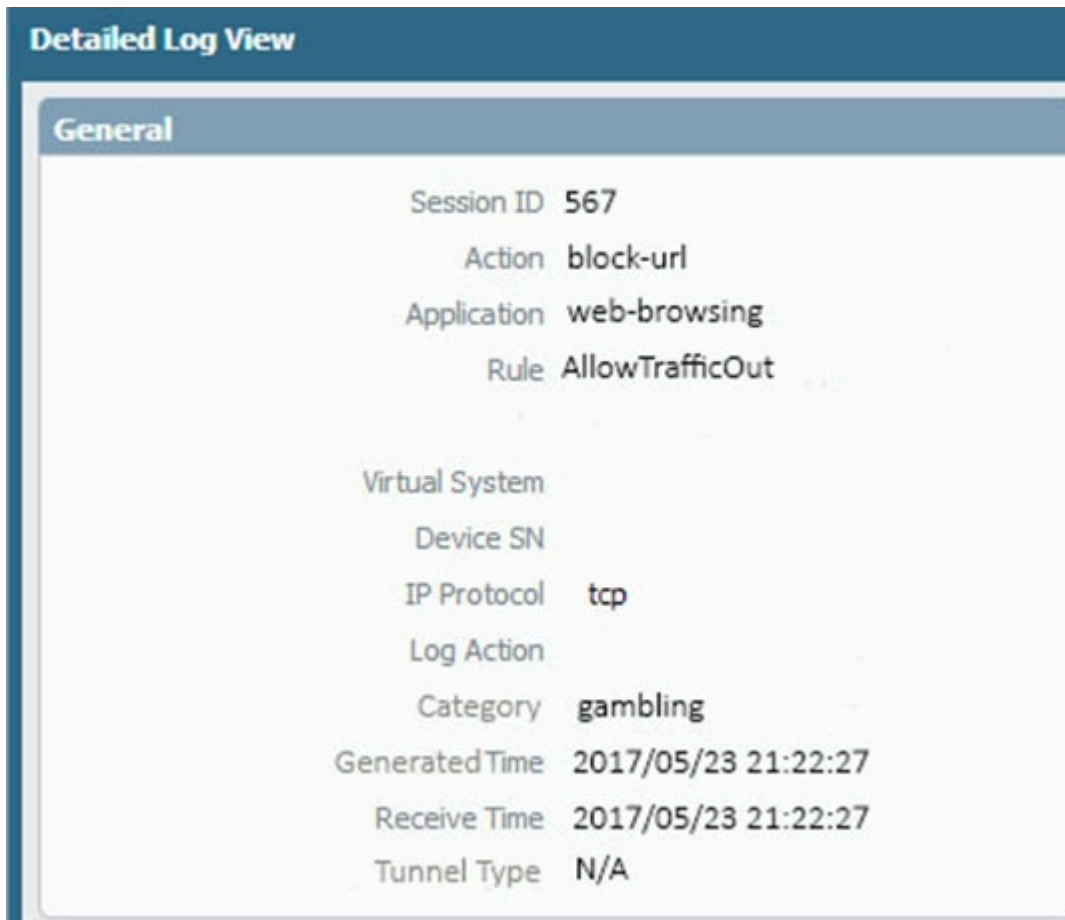 Detailed Log View
General
Session ID 567
Action block-url
Application web-browsing
Rule AllowTrafficOut
Virtual System
Device SN
IP Protocol tcp
Log Action
Category gambling
Generated Time 2017/05/23 21:22:27
Receive Time 2017/05/23 21:22:27
Tunnel Type N/A